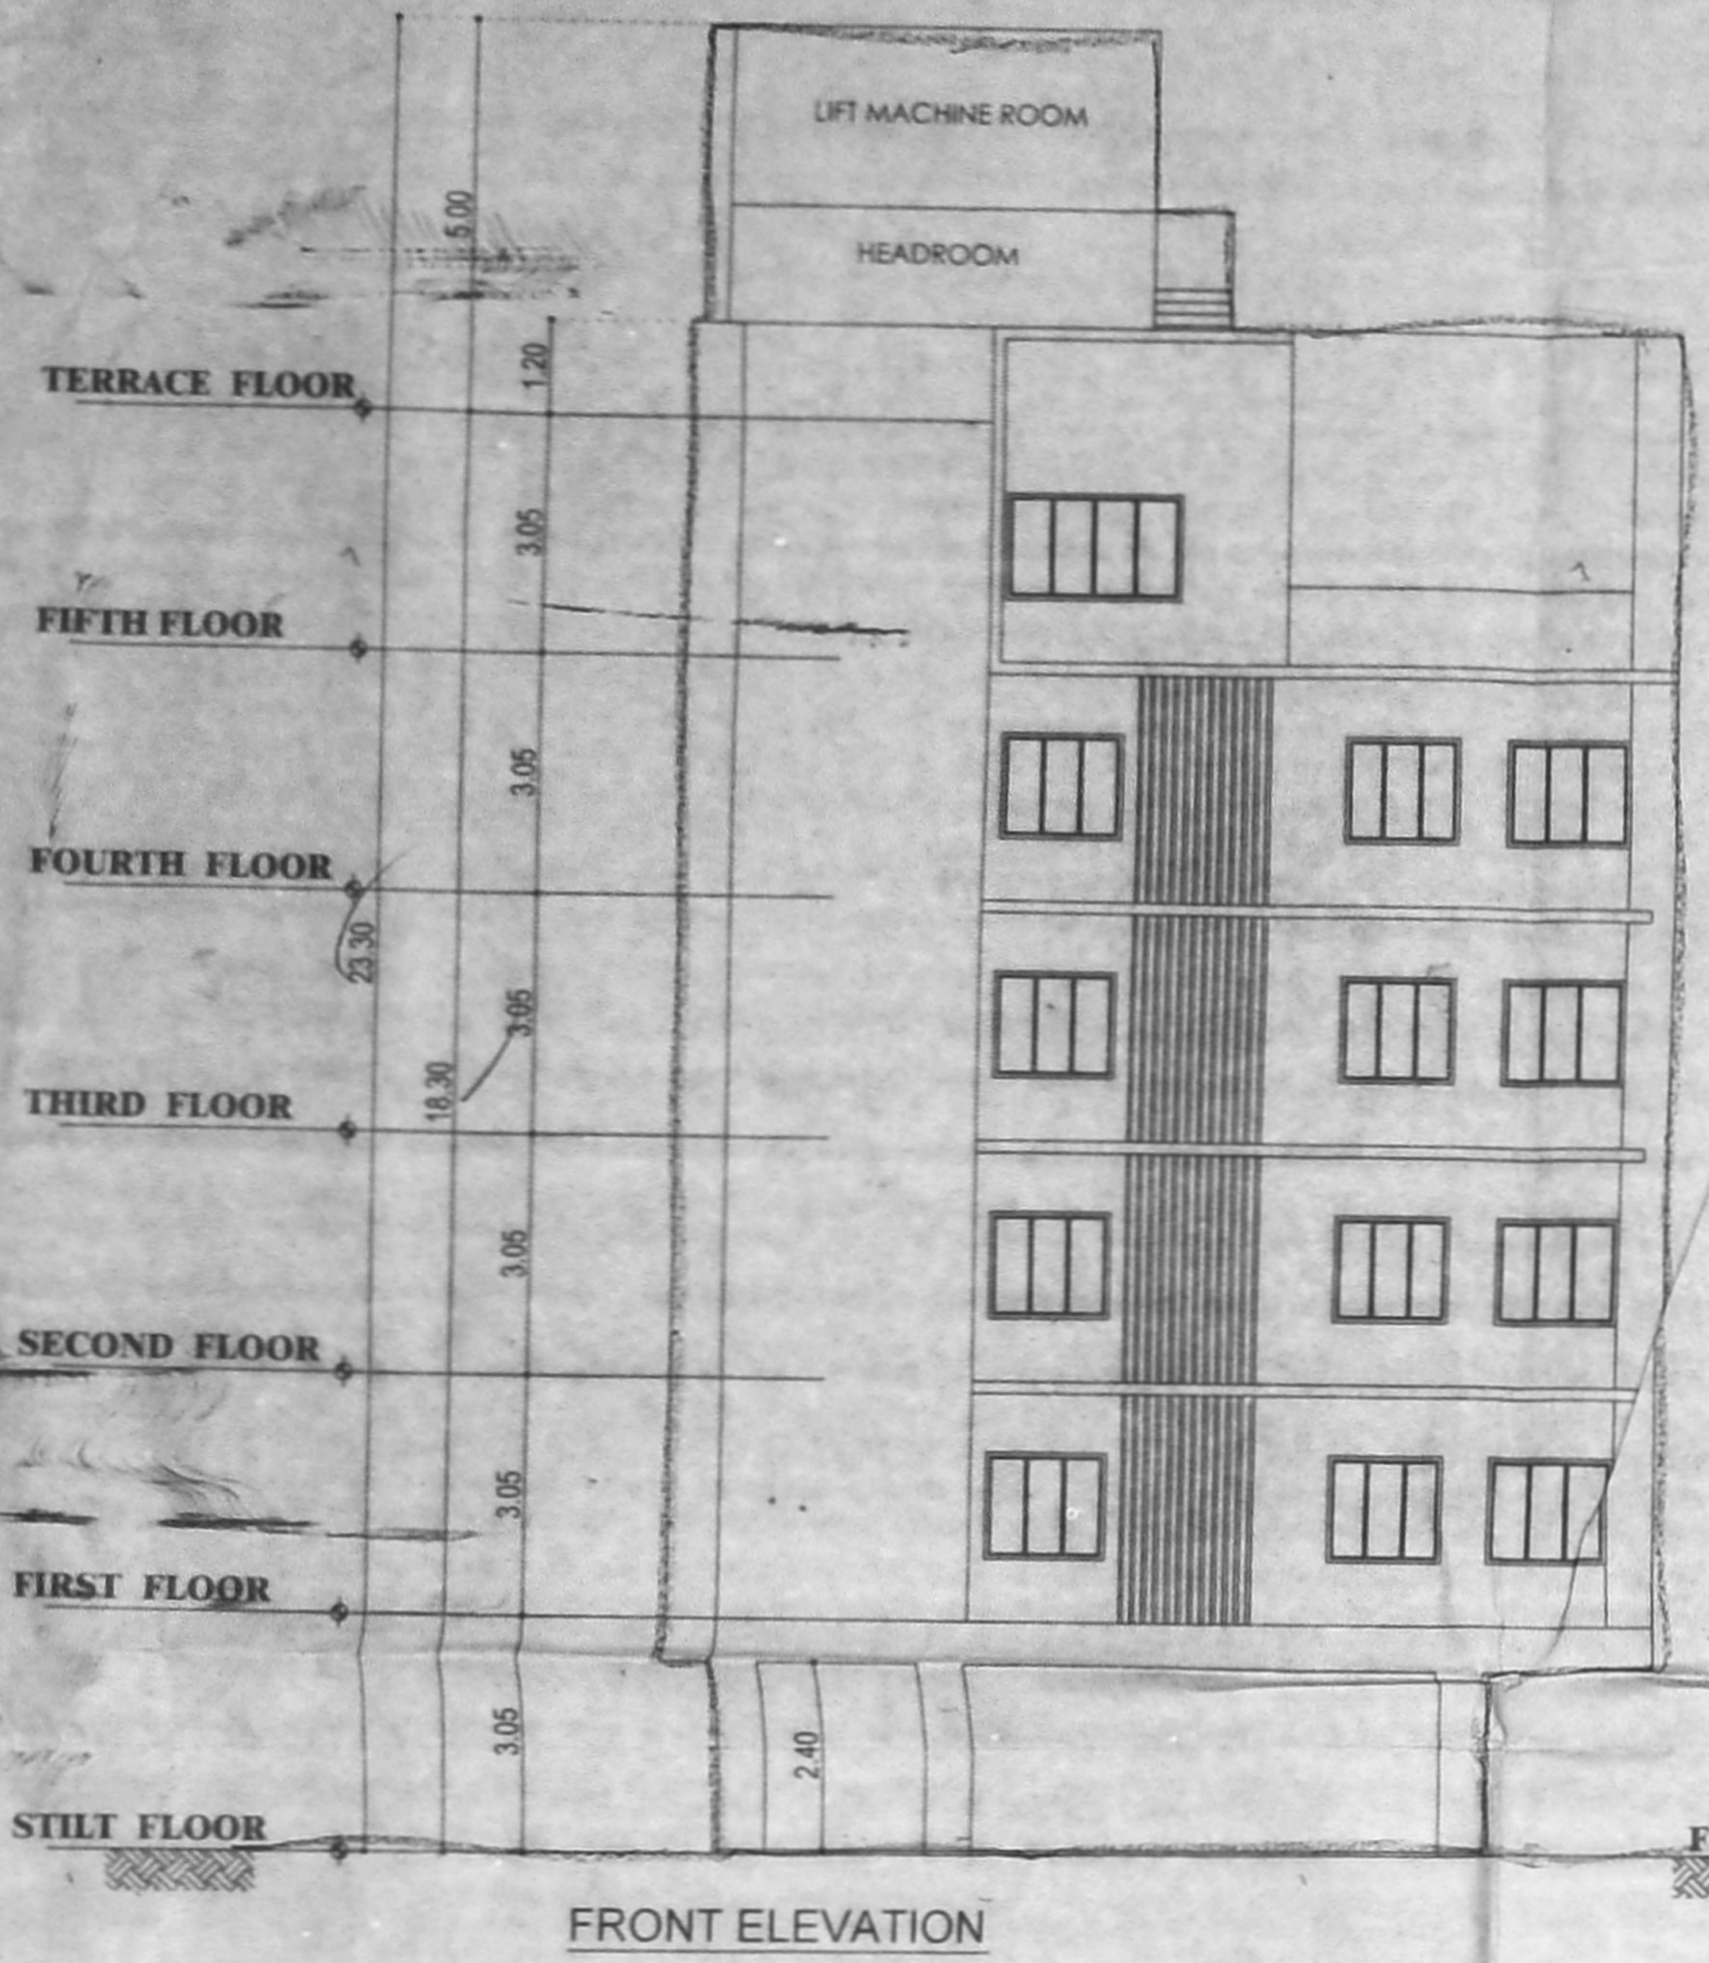 LIFT MACHINE ROOM
5.00
HEADROOM
1.20
TERRACE FLOOR
3.05
FIFTH FLOOR
3.05
FOURTH FLOOR
23.30
3.05
18.30
THIRD FLOOR
3.05
SECOND FLOOR
3.05
FIRST FLOOR
3.05
2.40
STILT FLOOR
F
FRONT ELEVATION